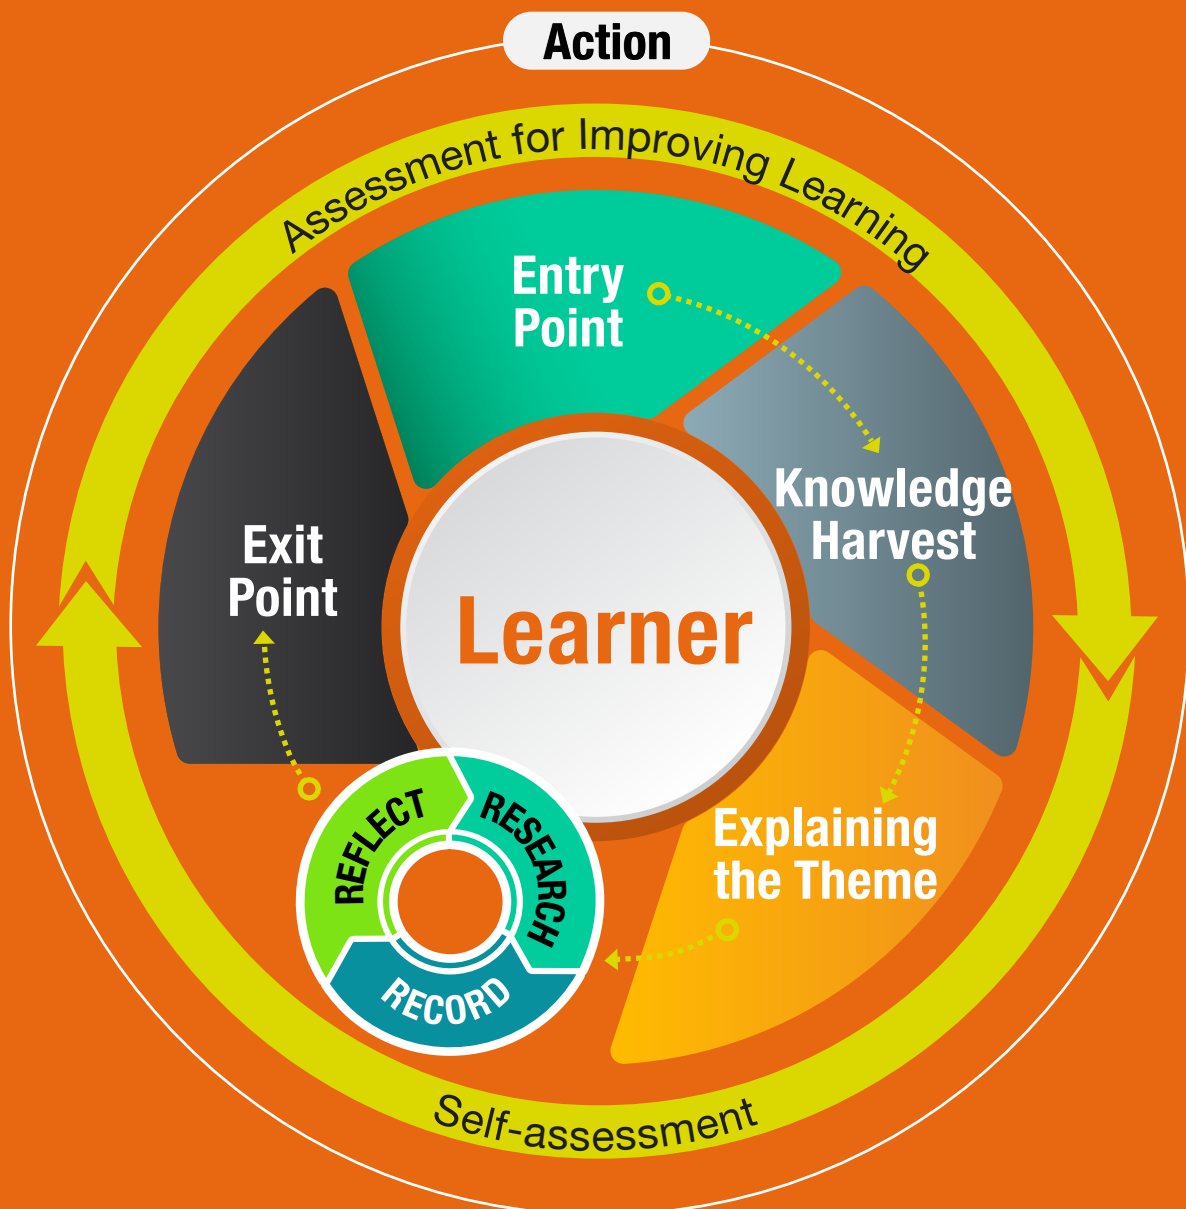 Action
Assessment for Improving Learning
Entry
Point
Knowledge
Harvest
Exit
Point
Learner
Explaining
the Theme
REFLECT
RESEARCH
RECORD
Self-assessment